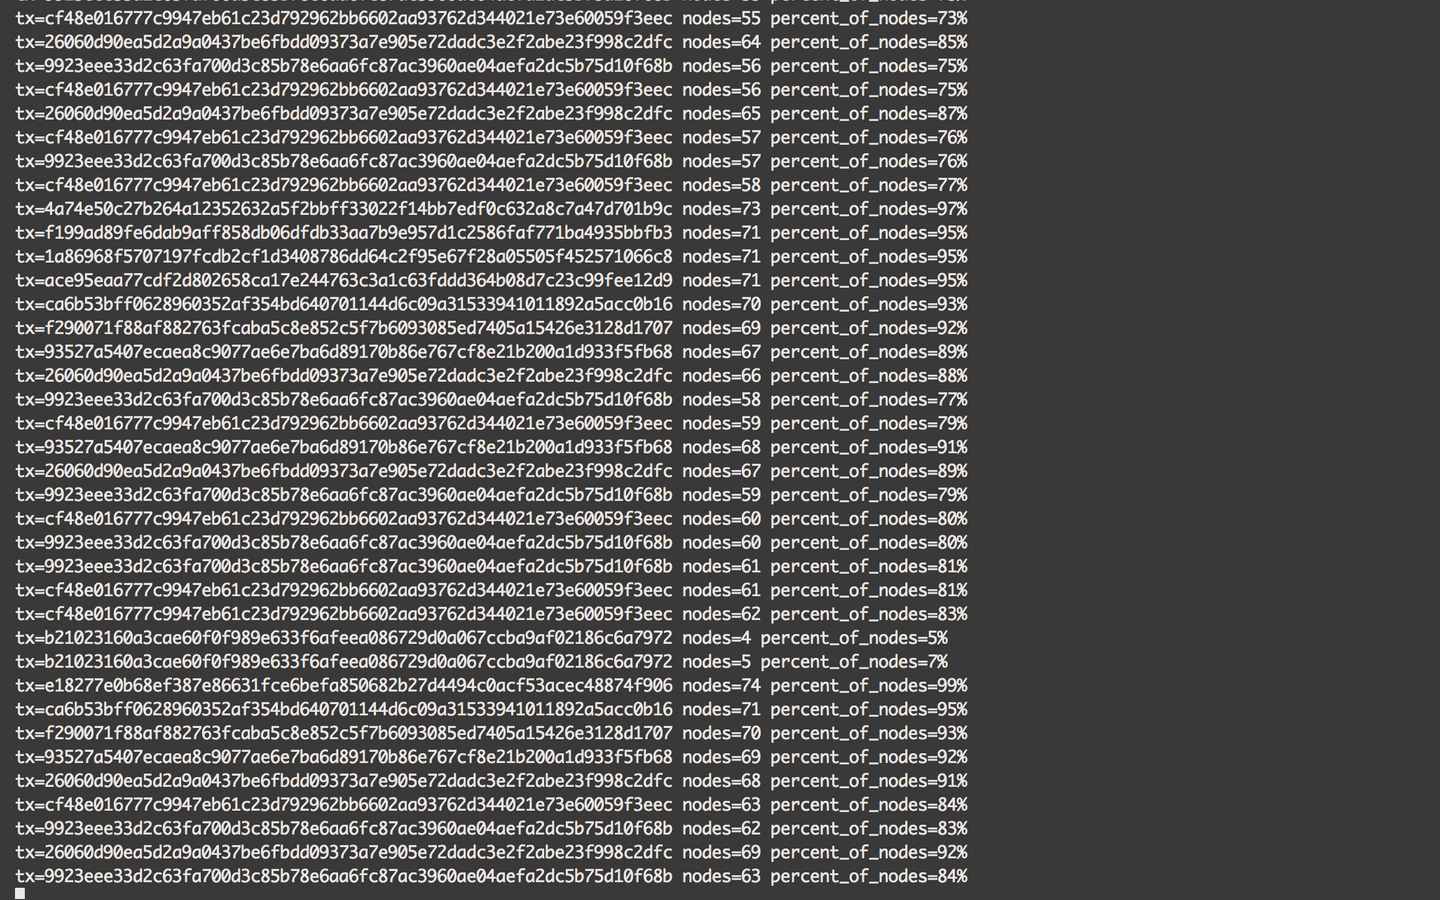 tx=cf48e016777c9947eb61c23d792962bb6602aa93762d344021e73e60059f3eec nodes=55 percent_of_nodes=73%
tx=26060d90ea5d2a9a0437be6fbdd09373a7e905e72dadc3e2f2abe23f998c2dfc nodes=64 percent_of_nodes=85%
tx=9923eee33d2c63fa700d3c85b78e6aa6fc87ac3960ae04aefa2dc5b75d10f68b nodes=56 percent_of_nodes=75%
tx=cf48e016777c9947eb61c23d792962bb6602aa93762d344021e73e60059f3eec nodes=56 percent_of_nodes=75%
tx=26060d90ea5d2a9a0437be6fbdd09373a7e905e72dadc3e2f2abe23f998c2dfc nodes=65 percent_of_nodes=87%
tx=cf48e016777c9947eb61c23d792962bb6602aa93762d344021e73e60059f3eec nodes=57 percent_of_nodes=76%
tx=9923eee33d2c63fa700d3c85b78e6aa6fc87ac3960ae04aefa2dc5b75d10f68b nodes=57 percent_of_nodes=76%
tx=cf48e016777c9947eb61c23d792962bb6602aa93762d344021e73e60059f3eec nodes=58 percent_of_nodes=77%
tx=4a74e50c27b264a12352632a5f2bbff33022f14bb7edf0c632a8c7a47d701b9c nodes=73 percent_of_nodes=97%
tx=f199ad89fe6dab9aff858db06dfdb33aa7b9e957d1c2586faf771ba4935bbfb3 nodes=71 percent_of_nodes=95%
tx=1a86968f5707197fcdb2cf1d3408786dd64c2f95e67f28a05505f452571066c8 nodes=71 percent_of_nodes=95%
tx=ace95eaa77cdf2d802658ca17e244763c3a1c63fddd364b08d7c23c99fee12d9 nodes=71 percent_of_nodes=95%
tx=ca6b53bff0628960352af354bd640701144d6c09a31533941011892a5acc0b16 nodes=70 percent_of_nodes=93%
tx=f290071f88af882763fcaba5c8e852c5f7b6093085ed7405a15426e3128d1707 nodes=69 percent_of_nodes=92%
tx=93527a5407ecaea8c9077ae6e7ba6d89170b86e767cf8e21b200a1d933f5fb68 nodes=67 percent_of_nodes=89%
tx=26060d90ea5d2a9a0437be6fbdd09373a7e905e72dadc3e2f2abe23f998c2dfc nodes=66 percent_of_nodes=88%
tx=9923eee33d2c63fa700d3c85b78e6aa6fc87ac3960ae04aefa2dc5b75d10f68b nodes=58 percent_of_nodes=77%
tx=cf48e016777c9947eb61c23d792962bb6602aa93762d344021e73e60059f3eec nodes=59 percent_of_nodes=79%
tx=93527a5407ecaea8c9077ae6e7ba6d89170b86e767cf8e21b200a1d933f5fb68 nodes=68 percent_of_nodes=91%
tx=26060d90ea5d2a9a0437be6fbdd09373a7e905e72dadc3e2f2abe23f998c2dfc nodes=67 percent_of_nodes=89%
tx=9923eee33d2c63fa700d3c85b78e6aa6fc87ac3960ae04aefa2dc5b75d10f68b nodes=59 percent_of_nodes=79%
tx=cf48e016777c9947eb61c23d792962bb6602aa93762d344021e73e60059f3eec nodes=60 percent_of_nodes=80%
tx=9923eee33d2c63fa700d3c85b78e6aa6fc87ac3960ae04aefa2dc5b75d10f68b nodes=60 percent_of_nodes=80%
tx=9923eee33d2c63fa700d3c85b78e6aa6fc87ac3960ae04aefa2dc5b75d10f68b nodes=61 percent_of_nodes=81%
tx=cf48e016777c9947eb61c23d792962bb6602aa93762d344021e73e60059f3eec nodes=61 percent_of_nodes=81%
tx=cf48e016777c9947eb61c23d792962bb6602aa93762d344021e73e60059f3eec nodes=62 percent_of_nodes=83%
tx=b21023160a3cae60f0f989e633f6afeea086729d0a067ccba9af02186c6a7972 nodes=4 percent_of_nodes=5%
tx=b21023160a3cae60f0f989e633f6afeea086729d0a067ccba9af02186c6a7972 nodes=5 percent_of_nodes=7%
tx=e18277e0b68ef387e86631fce6befa850682b27d4494c0acf53acec48874f906 nodes=74 percent_of_nodes=99%
tx=ca6b53bff0628960352af354bd640701144d6c09a31533941011892a5acc0b16 nodes=71 percent_of_nodes=95%
tx=f290071f88af882763fcaba5c8e852c5f7b6093085ed7405a15426e3128d1707 nodes=70 percent_of_nodes=93%
tx=93527a5407ecaea8c9077ae6e7ba6d89170b86e767cf8e21b200a1d933f5fb68 nodes=69 percent_of_nodes=92%
tx=26060d90ea5d2a9a0437be6fbdd09373a7e905e72dadc3e2f2abe23f998c2dfc nodes=68 percent_of_nodes=91%
tx=cf48e016777c9947eb61c23d792962bb6602aa93762d344021e73e60059f3eec nodes=63 percent_of_nodes=84%
tx=9923eee33d2c63fa700d3c85b78e6aa6fc87ac3960ae04aefa2dc5b75d10f68b nodes=62 percent_of_nodes=83%
tx=26060d90ea5d2a9a0437be6fbdd09373a7e905e72dadc3e2f2abe23f998c2dfc nodes=69 percent_of_nodes=92%
tx=9923eee33d2c63fa700d3c85b78e6aa6fc87ac3960ae04aefa2dc5b75d10f68b nodes=63 percent_of_nodes=84%